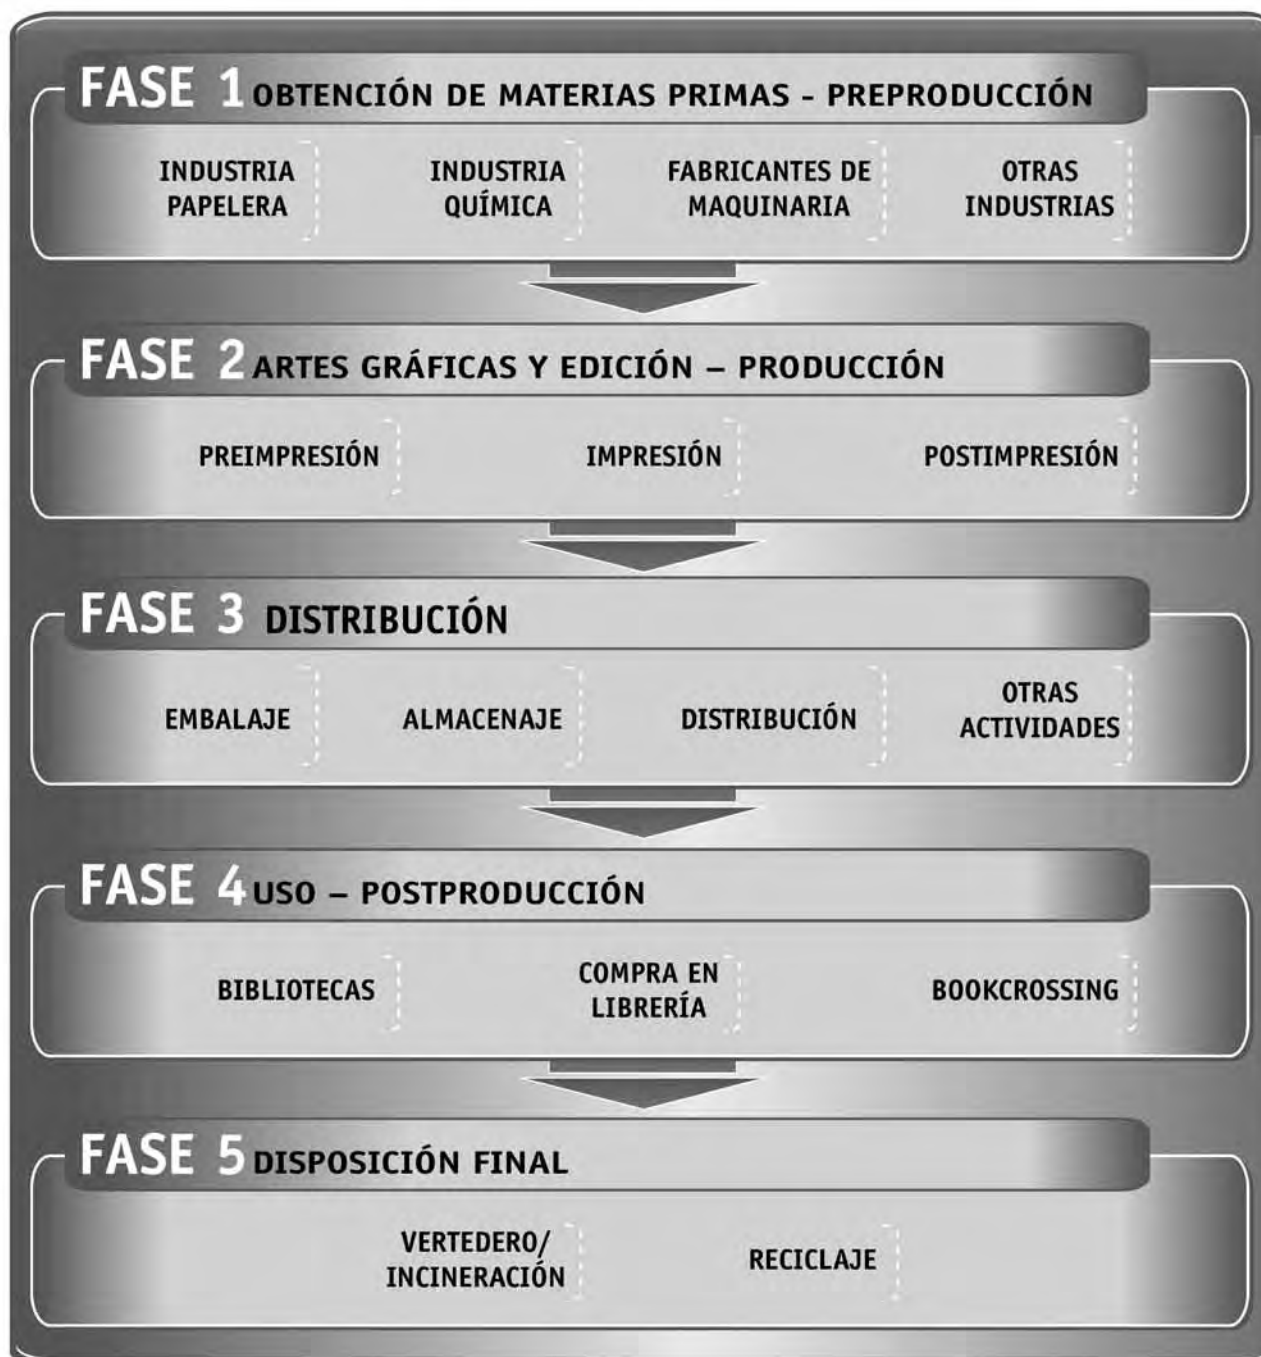 FASE 1 OBTENCIÓN DE MATERIAS PRIMAS - PREPRODUCCIÓN
INDUSTRIA
PAPELERA
INDUSTRIA
QUÍMICA
FABRICANTES DE
MAQUINARIA
OTRAS
INDUSTRIAS
FASE 2 ARTES GRÁFICAS Y EDICIÓN – PRODUCCIÓN
PREIMPRESIÓN
IMPRESIÓN
POSTIMPRESIÓN
FASE 3 DISTRIBUCIÓN
EMBALAJE
ALMACENAJE
DISTRIBUCIÓN
OTRAS
ACTIVIDADES
FASE 4 USO – POSTPRODUCCIÓN
BIBLIOTECAS
COMPRA EN
LIBRERÍA
BOOKCROSSING
FASE 5 DISPOSICIÓN FINAL
VERTEDERO/
INCINERACIÓN
RECICLAJE